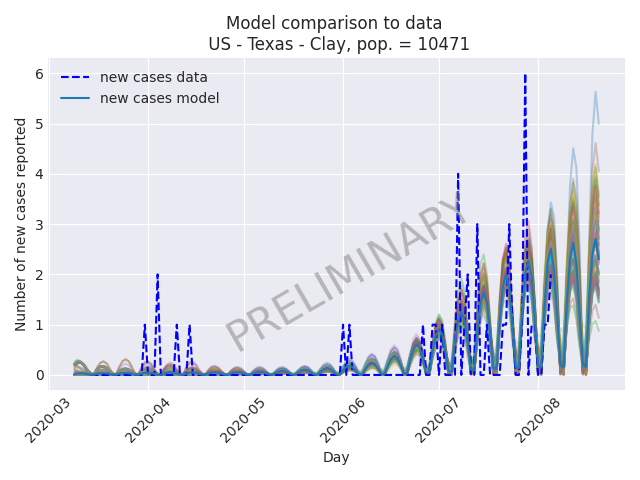 Model comparison to data
US - Texas - Clay, pop. = 10471
new cases data
new cases model
6
5
4
3
2
1
0
Number of new cases reported
PRELIMINARY
2020-03
2020-04
2020-05
2020-06
2020-07
2020-08
Day